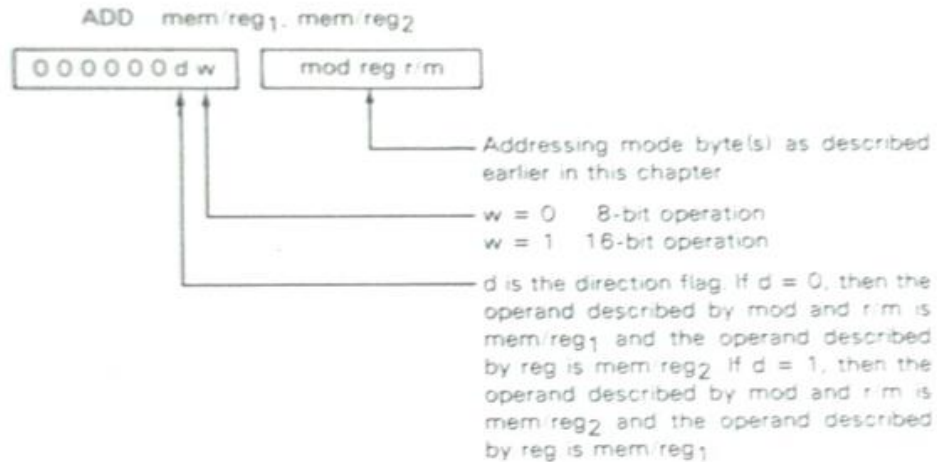 ADD mem/reg1, mem/reg2
0 0 0 0 0 0 d w
mod reg r/m
Addressing mode byte(s) as described
earlier in this chapter
w = 0 8-bit operation
w = 1 16-bit operation
d is the direction flag. If d = 0, then the
operand described by mod and r/m is
mem/reg1 and the operand described
by reg is mem/reg2 If d = 1, then the
operand described by mod and r/m is
mem/reg2 and the operand described
by reg is mem/reg1